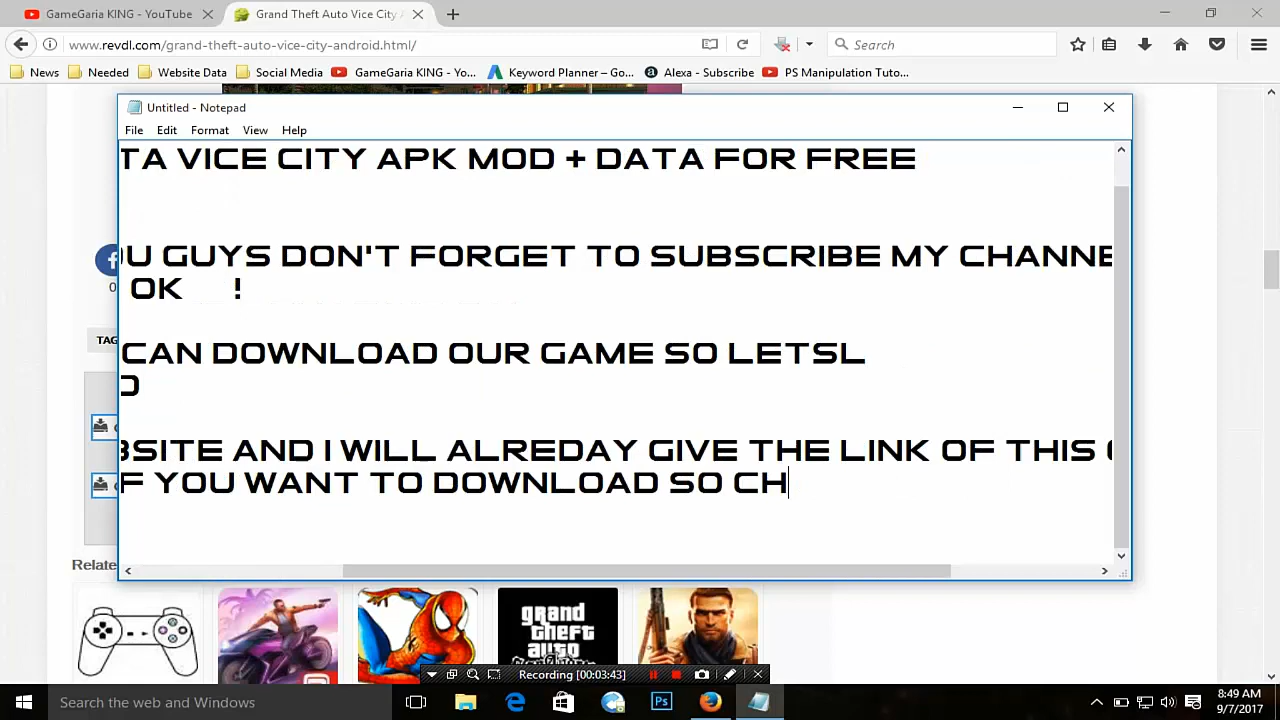 GameGaria KING - YouTube
Grand Theft Auto Vice City
www.revdl.com/grand-theft-auto-vice-city-android.html/
Search
News
Needed
Website Data
Social Media
GameGaria KING - Yo...
Keyword Planner – Go...
Alexa - Subscribe
PS Manipulation Tuto...
Untitled - Notepad
File Edit Format View Help
TA VICE CITY APK MOD + DATA FOR FREE
OU GUYS DON'T FORGET TO SUBSCRIBE MY CHANNE
OK !
CAN DOWNLOAD OUR GAME SO LETSL
O
BSITE AND I WILL ALREDAY GIVE THE LINK OF THIS
F YOU WANT TO DOWNLOAD SO CH
0
TAG
Relate
grand
theft
auto
Recording [00:03:43]
Search the web and Windows
Ps
8:49 AM
9/7/2017